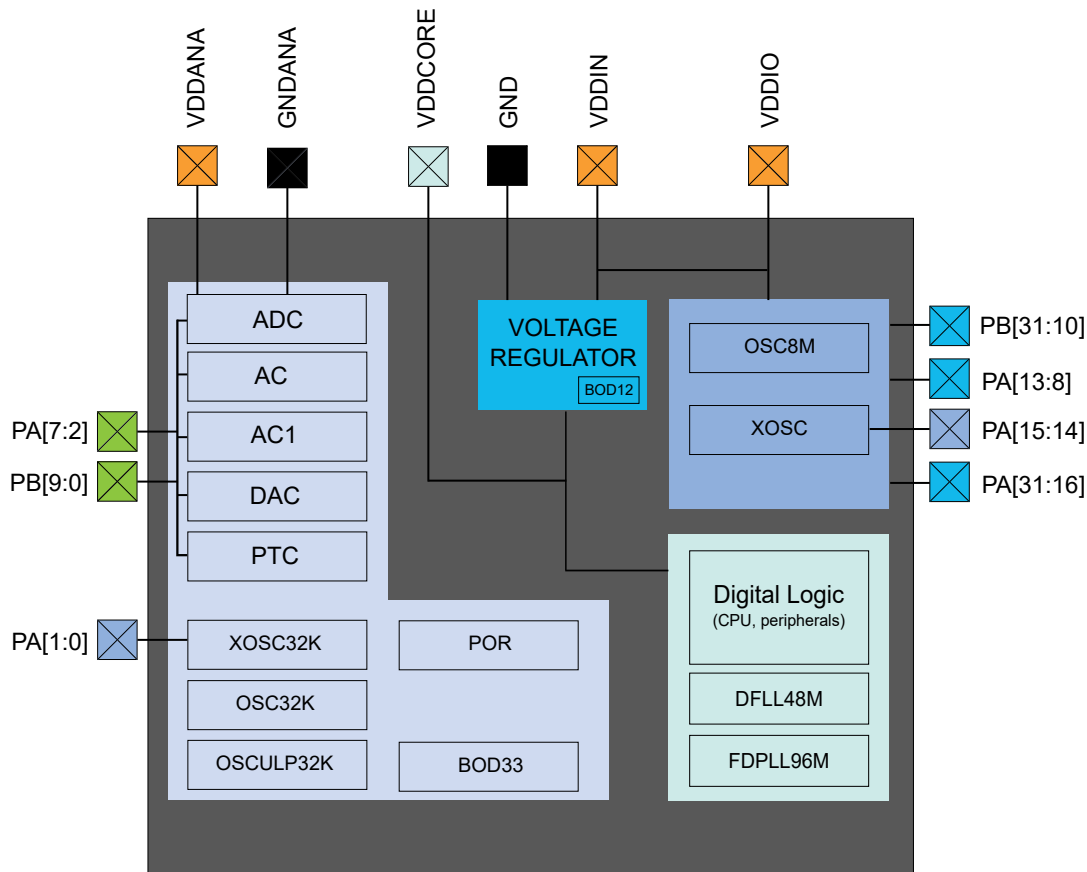 VDDANA
GNDANA
VDDCORE
GND
VDDIN
VDDIO
ADC
AC
AC1
DAC
PTC
XOSC32K
OSC32K
OSCULP32K
POR
BOD33
VOLTAGE
REGULATOR
BOD12
OSC8M
XOSC
Digital Logic
(CPU, peripherals)
DFLL48M
FDPLL96M
PA[7:2]
PB[9:0]
PA[1:0]
PB[31:10]
PA[13:8]
PA[15:14]
PA[31:16]